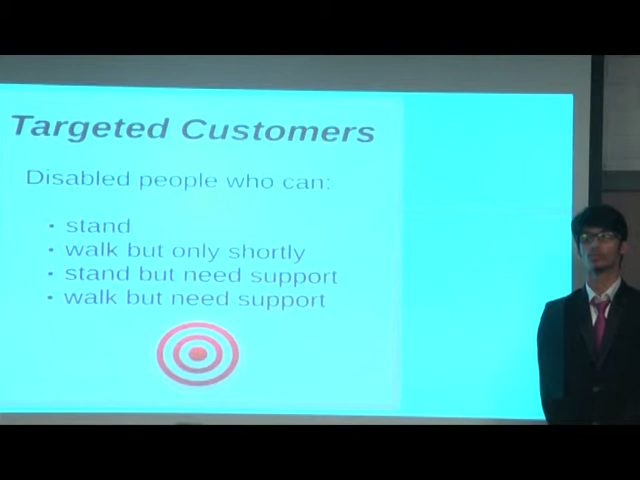 Targeted Customers
Disabled people who can:
• stand
• walk but only shortly
• stand but need support
• walk but need support